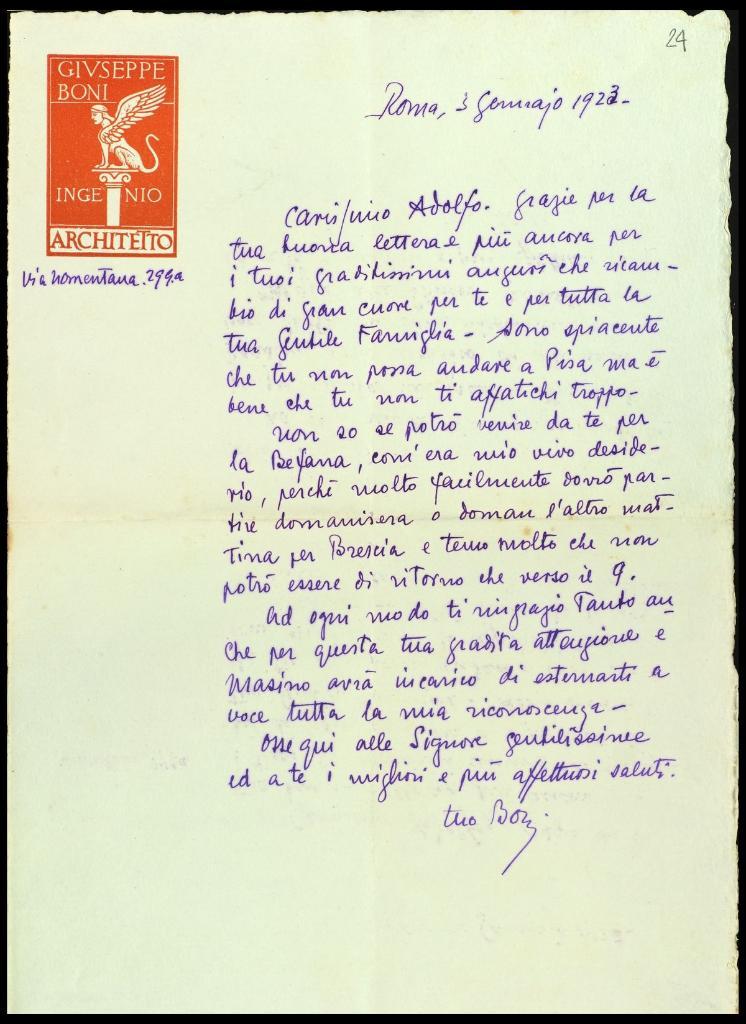 24
GIVSEPPE
BONI
INGENIO
ARCHITETTO
Via Nomentana. 299.a
Roma, 3 Gennajo 1923-
Carissimo Adolfo. Grazie per la
tua buona lettera e più ancora per
i tuoi graditissimi augurî che ricam-
bio di gran cuore per te e per tutta la
tua Gentile Famiglia - Sono spiacente
che tu non possa andare a Pisa ma è
bene che tu non ti affatichi troppo-
Non so se potrò venire da te per
la Befana, com'era mio vivo deside-
rio, perchè molto facilmente dovrò par-
tire domanisera o doman l'altro mat-
tina per Brescia e temo molto che non
potrò essere di ritorno che verso il 9.
Ad ogni modo ti ringrazio Tanto an
che per questa tua gradita attenzione e
Masino avrà incarico di esternarti a
voce tutta la mia riconoscenza -
Ossequi alle Signore gentilissime
ed a te i migliori e più affettuosi saluti.
tuo Boni